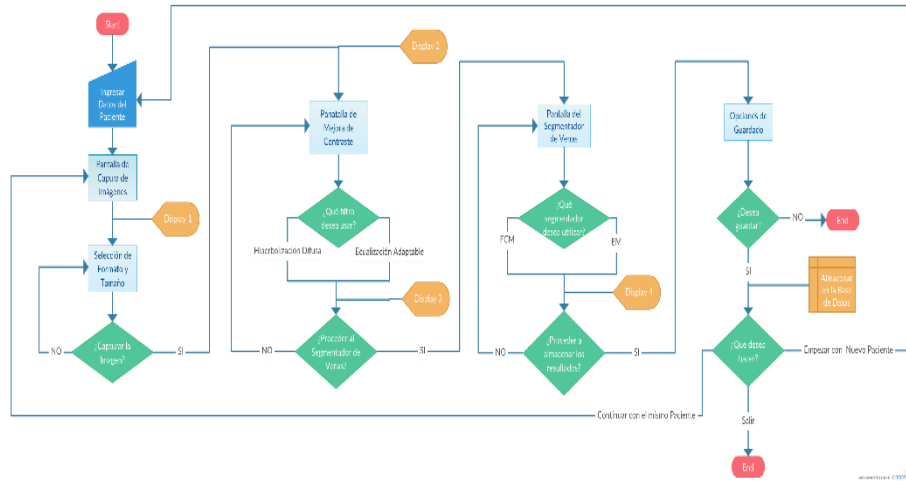 Start
Ingresar
Datos del
Paciente
Pantalla de
Capura de
Imágenes
Display 1
Selección de
Formato y
Tamaño
¿Capturar la
Imagen?
NO
SI
Display 2
Panatalla de
Mejora de
Contraste
¿Qué filtro
desea usar?
Difusa
Ecualización Adaptable
Display 3
¿Proceder al
Segmentador de
Venas?
NO
SI
Pantalla del
Segmentador
de Venas
¿Qué
segmentador
desea utilizar?
FCM
EM
Display 4
¿Proceder a
almacenar los
resultados?
NO
SI
Opciones de
Guardado
¿Desea
guardar?
NO
End
SI
Almacenar
en la Base
de Datos
¿Que desea
hacer?
Empezar con Nuevo Paciente
Continuar con el mismo Paciente
Salir
End